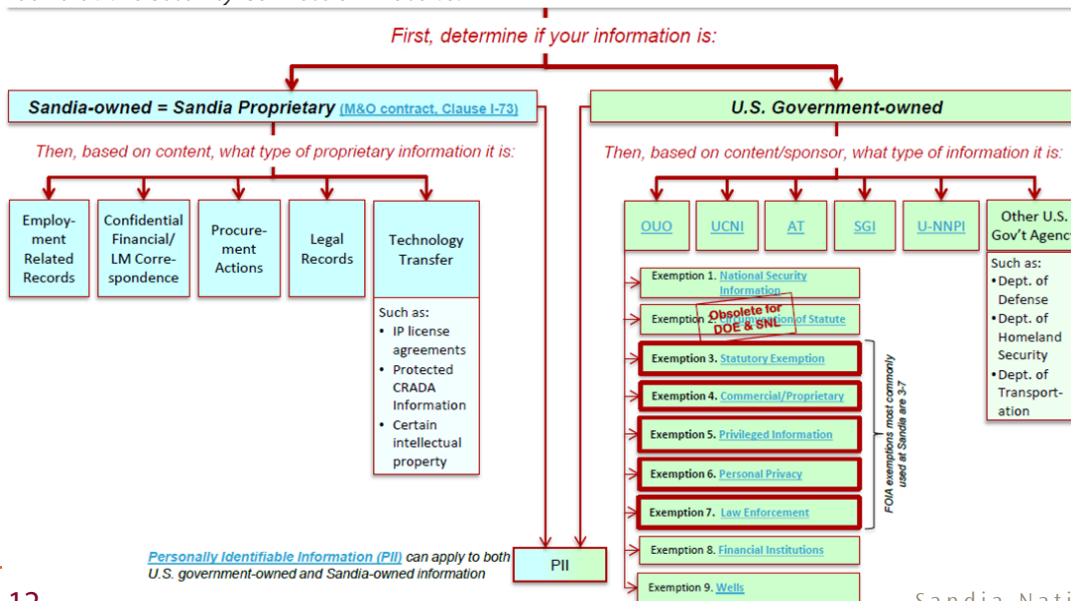 First, determine if your information is:
Sandia-owned = Sandia Proprietary (M&O contract, Clause I-73)
U.S. Government-owned
Then, based on content, what type of proprietary information it is:
Then, based on content/sponsor, what type of information it is:
Employ-
ment
Related
Records
Confidential
Financial/
LM Corre-
spondence
Procure-
ment
Actions
Legal
Records
Technology
Transfer
Such as:
• IP license
agreements
• Protected
CRADA
Information
• Certain
intellectual
property
OUO
UCNI
AT
SGI
U-NNPI
Other U.S.
Gov't Agency
Such as:
•Dept. of
Defense
•Dept. of
Homeland
Security
•Dept. of
Transport-
ation
Exemption 1. National Security
Information
Exemption 2. Circumvention of Statute
Obsolete for
DOE & SNL
Exemption 3. Statutory Exemption
Exemption 4. Commercial/Proprietary
Exemption 5. Privileged Information
Exemption 6. Personal Privacy
Exemption 7. Law Enforcement
Exemption 8. Financial Institutions
Exemption 9. Wells
FOIA exemptions most commonly
used at Sandia are 3-7
Personally Identifiable Information (PII) can apply to both
U.S. government-owned and Sandia-owned information
PII
12
Sandia Nati